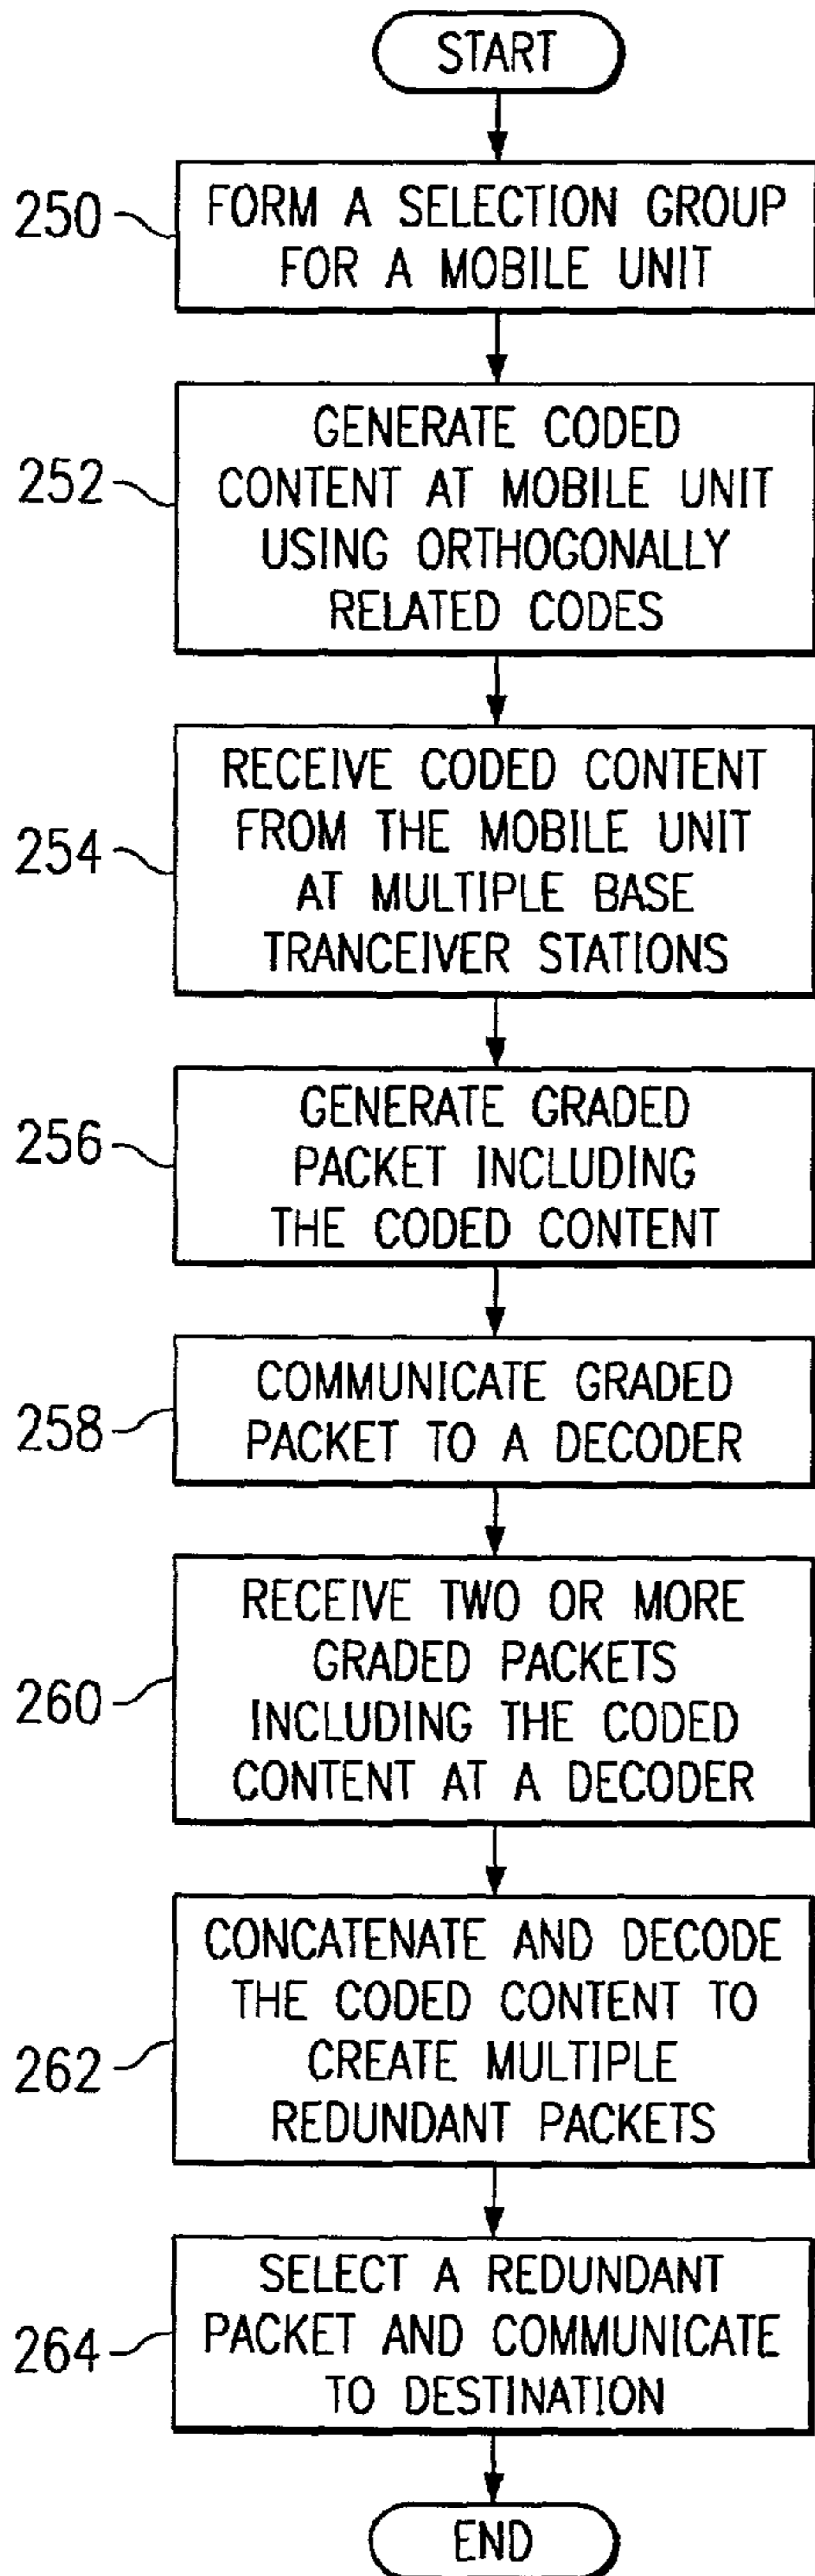 START
250
FORM A SELECTION GROUP
FOR A MOBILE UNIT
252
GENERATE CODED
CONTENT AT MOBILE UNIT
USING ORTHOGONALLY
RELATED CODES
254
RECEIVE CODED CONTENT
FROM THE MOBILE UNIT
AT MULTIPLE BASE
TRANCEIVER STATIONS
256
GENERATE GRADED
PACKET INCLUDING
THE CODED CONTENT
258
COMMUNICATE GRADED
PACKET TO A DECODER
260
RECEIVE TWO OR MORE
GRADED PACKETS
INCLUDING THE CODED
CONTENT AT A DECODER
262
CONCATENATE AND DECODE
THE CODED CONTENT TO
CREATE MULTIPLE
REDUNDANT PACKETS
264
SELECT A REDUNDANT
PACKET AND COMMUNICATE
TO DESTINATION
END